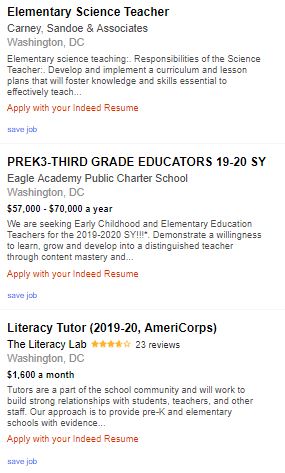 Elementary Science Teacher
Carney, Sandoe & Associates
Washington, DC
Elementary science teaching:. Responsibilities of the Science
Teacher:. Develop and implement a curriculum and lesson
plans that will foster knowledge and skills essential to
effectively teach...
Apply with your Indeed Resume
save job
PREK3-THIRD GRADE EDUCATORS 19-20 SY
Eagle Academy Public Charter School
Washington, DC
$57,000 - $70,000 a year
We are seeking Early Childhood and Elementary Education
Teachers for the 2019-2020 SY!!!*. Demonstrate a willingness
to learn, grow and develop into a distinguished teacher
through content mastery and...
Apply with your Indeed Resume
save job
Literacy Tutor (2019-20, AmeriCorps)
The Literacy Lab 23 reviews
Washington, DC
$1,600 a month
Tutors are a part of the school community and will work to
build strong relationships with students, teachers, and other
staff. Our approach is to provide pre-K and elementary
schools with evidence...
Apply with your Indeed Resume
save job